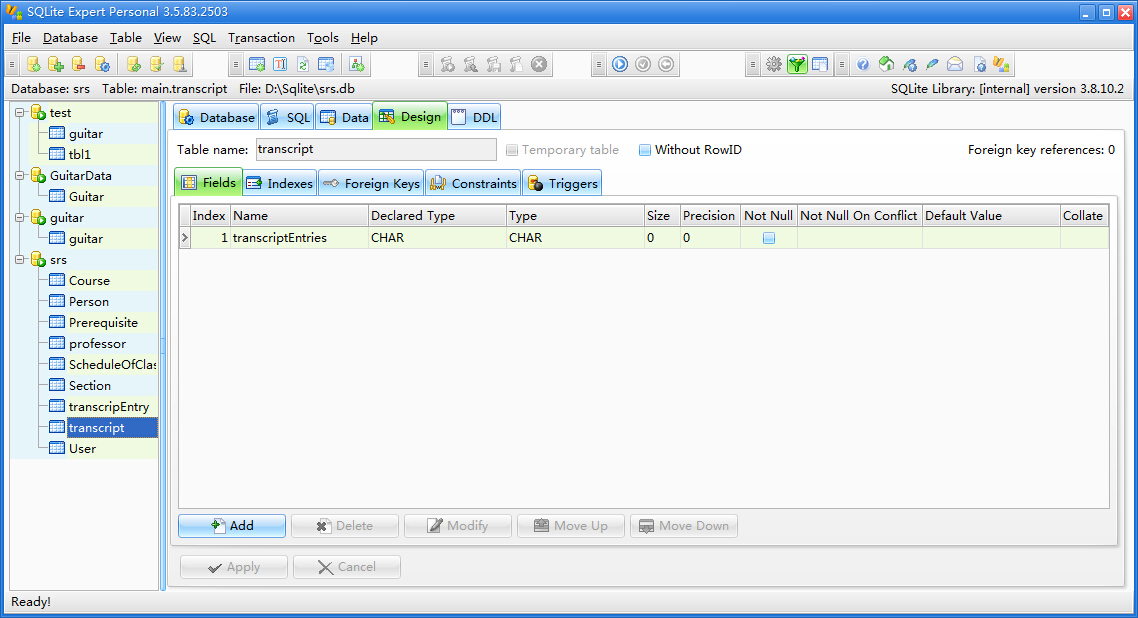 SQLite Expert Personal 3.5.83.2503
File Database Table View SQL Transaction Tools Help
Database: srs Table: main.transcript File: D:\Sqlite\srs.db SQLite Library: [internal] version 3.8.10.2
test
guitar
tbl1
GuitarData
Guitar
guitar
guitar
srs
Course
Person
Prerequisite
professor
ScheduleOfClas
Section
transcripEntry
transcript
User
Database SQL Data Design DDL
Table name: transcript Temporary table Without RowID Foreign key references: 0
Fields Indexes Foreign Keys Constraints Triggers
Index Name Declared Type Type Size Precision Not Null Not Null On Conflict Default Value Collate
1 transcriptEntries CHAR CHAR 0 0
Add Delete Modify Move Up Move Down
Apply Cancel
Ready!